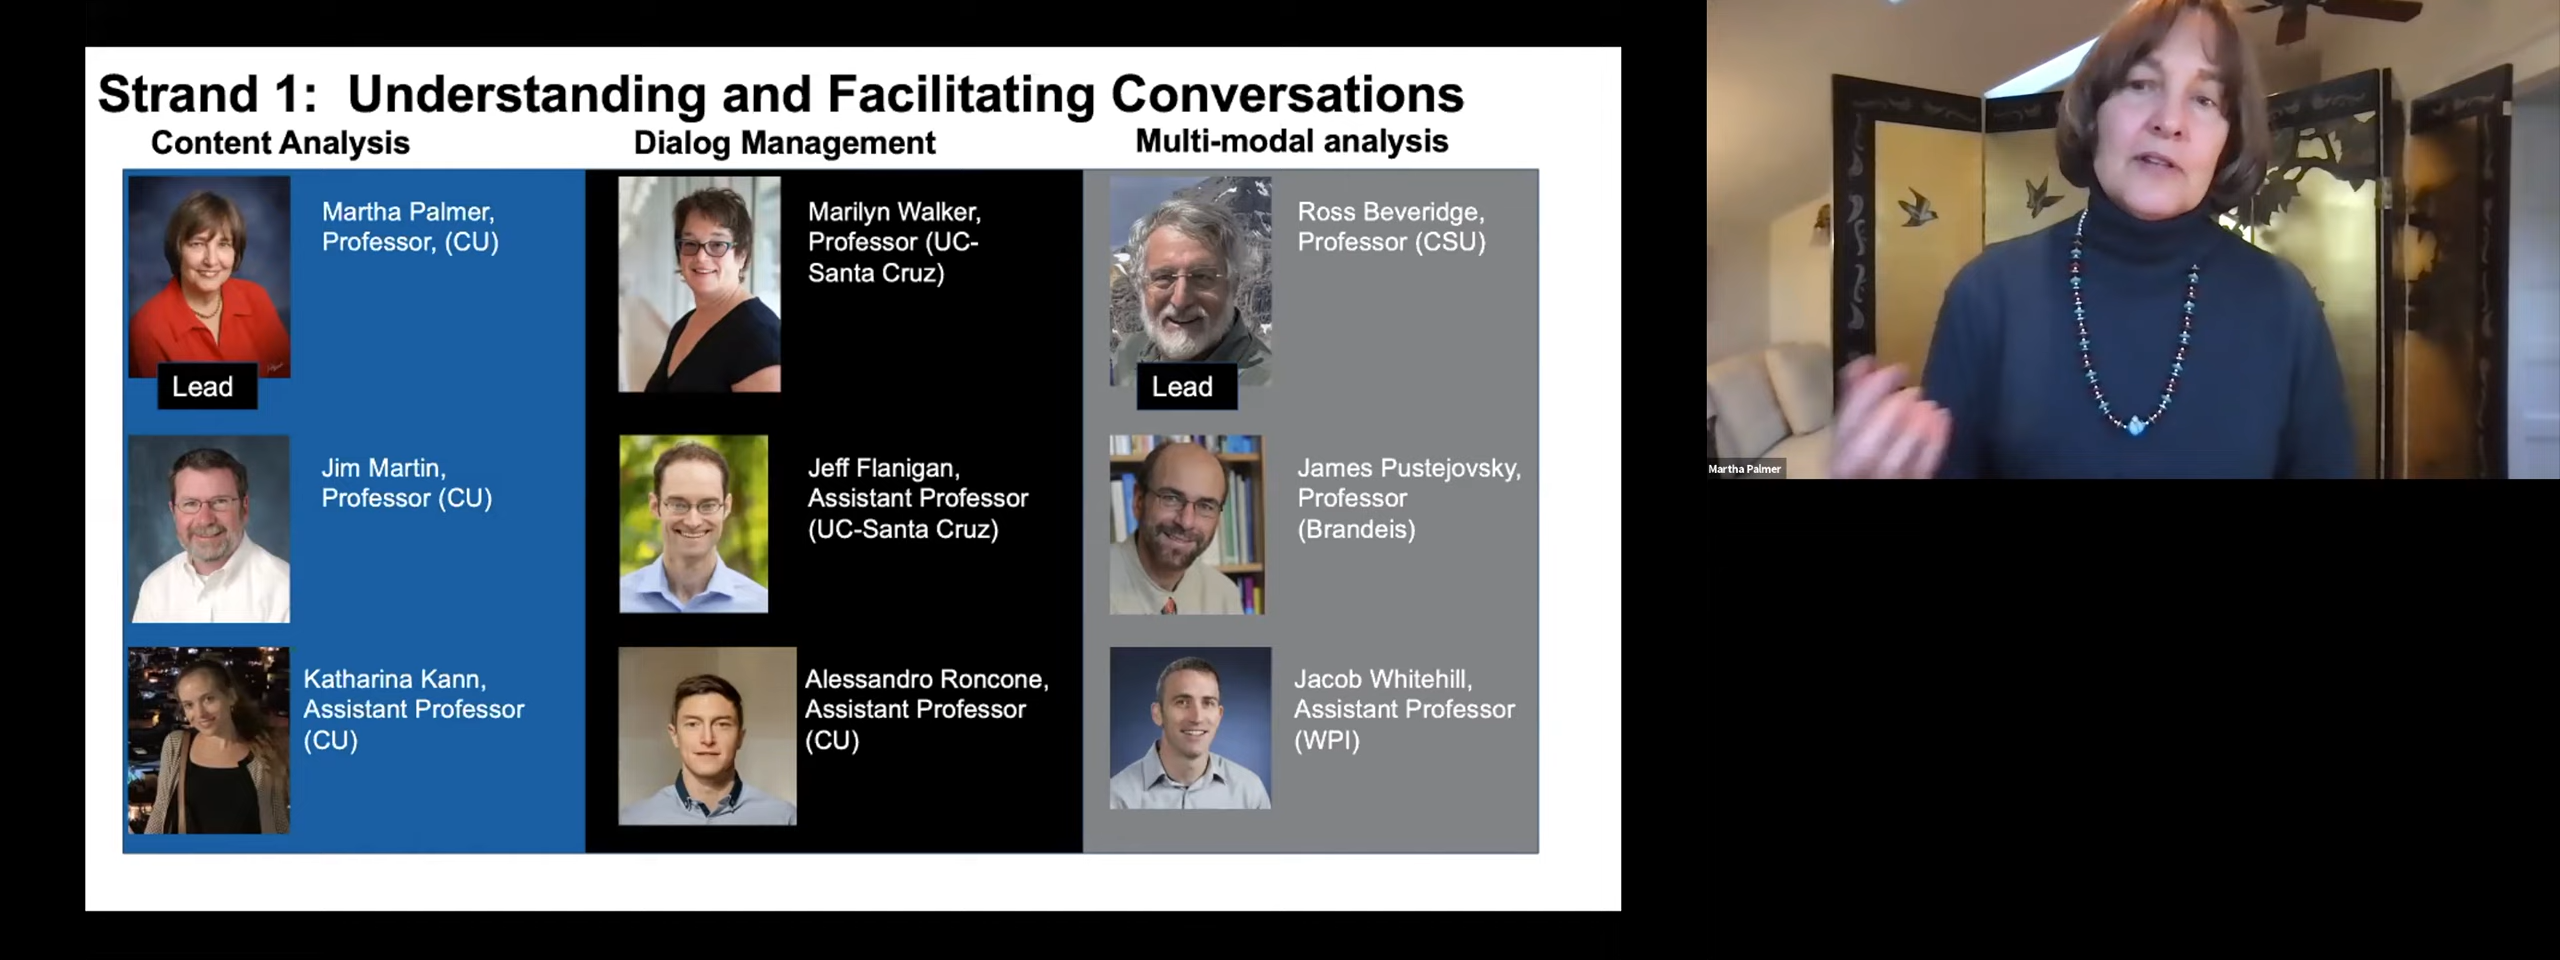 Strand 1: Understanding and Facilitating Conversations
Content Analysis
Martha Palmer,
Professor, (CU)
Lead
Jim Martin,
Professor (CU)
Katharina Kann,
Assistant Professor
(CU)
Dialog Management
Marilyn Walker,
Professor (UC-
Santa Cruz)
Jeff Flanigan,
Assistant Professor
(UC-Santa Cruz)
Alessandro Roncone,
Assistant Professor
(CU)
Multi-modal analysis
Ross Beveridge,
Professor (CSU)
Lead
James Pustejovsky,
Professor
(Brandeis)
Jacob Whitehill,
Assistant Professor
(WPI)
Martha Palmer